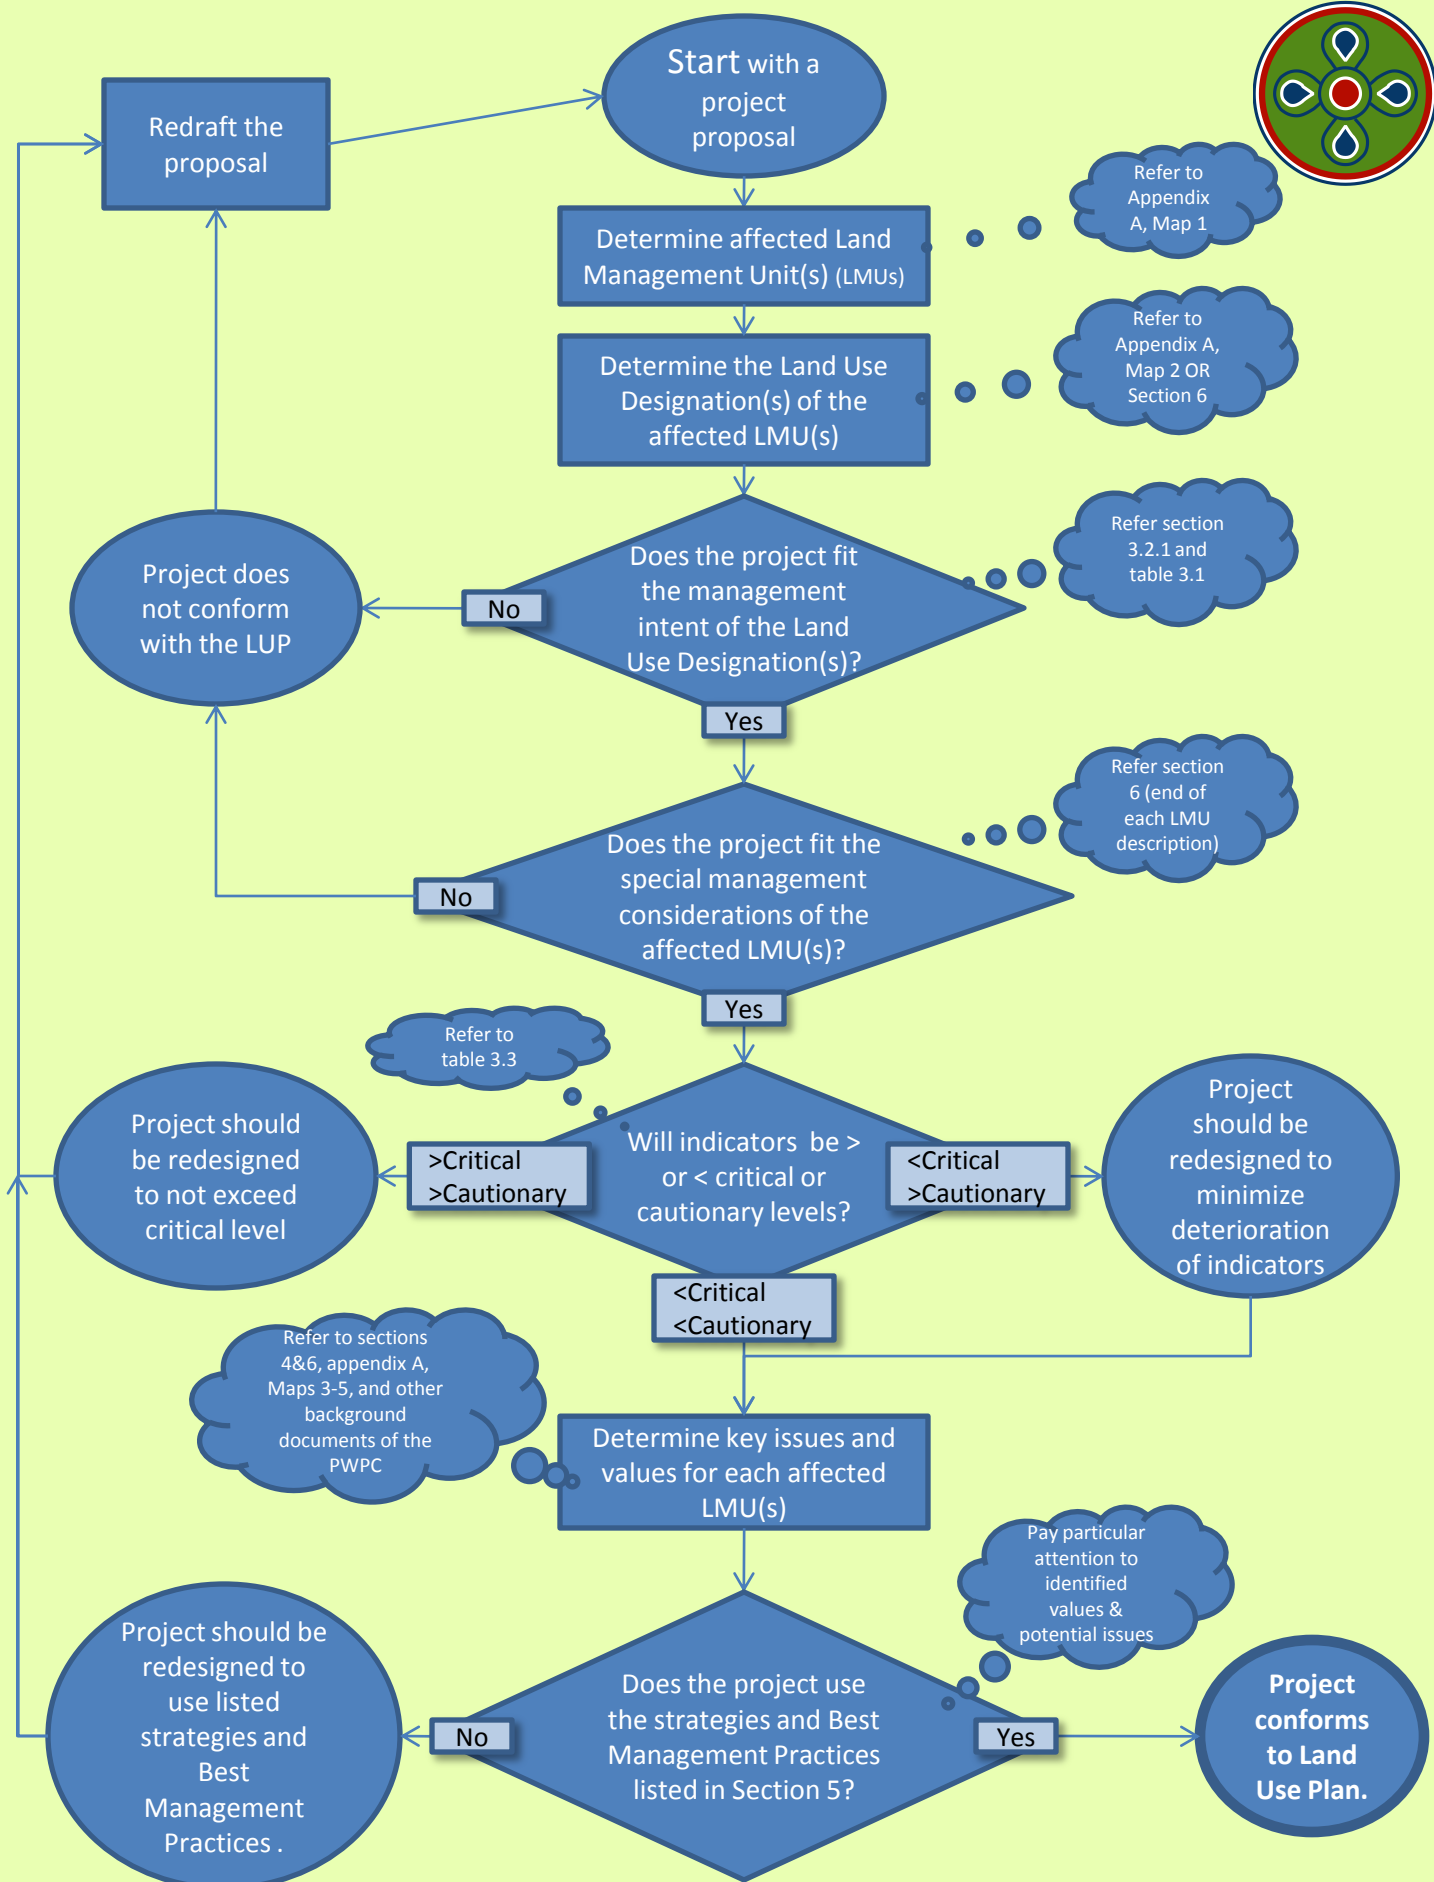 Start with a
project
proposal
Redraft the
proposal
Refer to
Appendix
A, Map 1
Determine affected Land
Management Unit(s) (LMUs)
Refer to
Appendix A,
Map 2 OR
Section 6
Determine the Land Use
Designation(s) of the
affected LMU(s)
Refer section
3.2.1 and
table 3.1
Does the project fit
the management
intent of the Land
Use Designation(s)?
No
Project does
not conform
with the LUP
Yes
Refer section
6 (end of
each LMU
description)
Does the project fit the
special management
considerations of the
affected LMU(s)?
No
Yes
Refer to
table 3.3
Project should
be redesigned
to not exceed
critical level
>Critical
>Cautionary
Will indicators be >
or < critical or
cautionary levels?
<Critical
>Cautionary
Project
should be
redesigned to
minimize
deterioration
of indicators
<Critical
<Cautionary
Refer to sections
4&6, appendix A,
Maps 3-5, and other
background
documents of the
PWPC
Determine key issues and
values for each affected
LMU(s)
Pay particular
attention to
identified
values &
potential issues
Project should be
redesigned to
use listed
strategies and
Best
Management
Practices .
No
Does the project use
the strategies and Best
Management Practices
listed in Section 5?
Yes
Project
conforms
to Land
Use Plan.